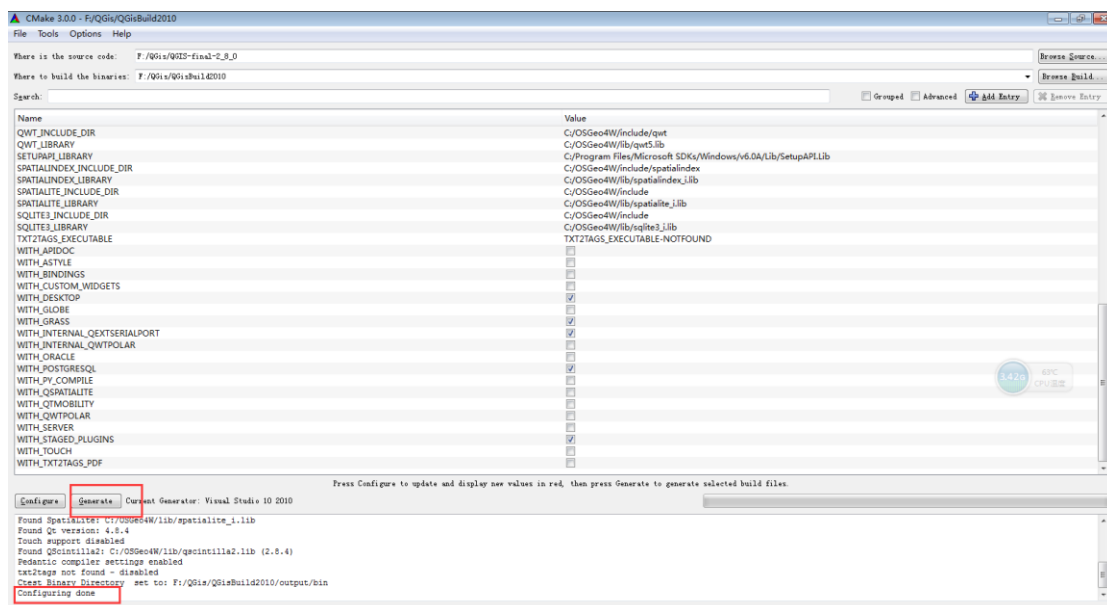 CMake 3.0.0 - F:/QGis/QGisBuild2010
File Tools Options Help
Where is the source code: F:/QGis/QGIS-final-2_8_0 Browse Source...
Where to build the binaries: F:/QGis/QGisBuild2010 Browse Build...
Search: Grouped Advanced Add Entry Remove Entry
Name Value
QWT_INCLUDE_DIR C:/OSGeo4W/include/qwt
QWT_LIBRARY C:/OSGeo4W/lib/qwt5.lib
SETUPAPI_LIBRARY C:/Program Files/Microsoft SDKs/Windows/v6.0A/Lib/SetupAPI.Lib
SPATIALINDEX_INCLUDE_DIR C:/OSGeo4W/include/spatialindex
SPATIALINDEX_LIBRARY C:/OSGeo4W/lib/spatialindex_i.lib
SPATIALITE_INCLUDE_DIR C:/OSGeo4W/include
SPATIALITE_LIBRARY C:/OSGeo4W/lib/spatialite_i.lib
SQLITE3_INCLUDE_DIR C:/OSGeo4W/include
SQLITE3_LIBRARY C:/OSGeo4W/lib/sqlite3_i.lib
TXT2TAGS_EXECUTABLE TXT2TAGS_EXECUTABLE-NOTFOUND
WITH_APIDOC
WITH_ASTYLE
WITH_BINDINGS
WITH_CUSTOM_WIDGETS
WITH_DESKTOP
WITH_GLOBE
WITH_GRASS
WITH_INTERNAL_QEXTSERIALPORT
WITH_INTERNAL_QWTPOLAR
WITH_ORACLE
WITH_POSTGRESQL
WITH_PY_COMPILE
WITH_QSPATIALITE
WITH_QTMOBILITY
WITH_QWTPOLAR
WITH_SERVER
WITH_STAGED_PLUGINS
WITH_TOUCH
WITH_TXT2TAGS_PDF
Press Configure to update and display new values in red, then press Generate to generate selected build files.
Configure Generate Current Generator: Visual Studio 10 2010
Found SpatiaLite: C:/OSGeo4W/lib/spatialite_i.lib
Found Qt version: 4.8.4
Touch support disabled
Found QScintilla2: C:/OSGeo4W/lib/qscintilla2.lib (2.8.4)
Pedantic compiler settings enabled
txt2tags not found - disabled
Ctest Binary Directory set to: F:/QGis/QGisBuild2010/output/bin
Configuring done